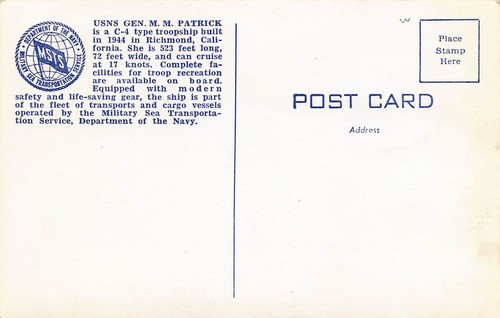 USNS GEN. M. M. PATRICK
is a C-4 type troopship built
in 1944 in Richmond, Cali-
fornia. She is 523 feet long,
72 feet wide, and can cruise
at 17 knots. Complete fa-
cilities for troop recreation
are available on board.
Equipped with modern
safety and life-saving gear, the ship is part
of the fleet of transports and cargo vessels
operated by the Military Sea Transporta-
tion Service, Department of the Navy.
DEPARTMENT OF THE NAVY
MSTS
MILITARY SEA TRANSPORTATION SERVICE
W
Place
Stamp
Here
POST CARD
Address